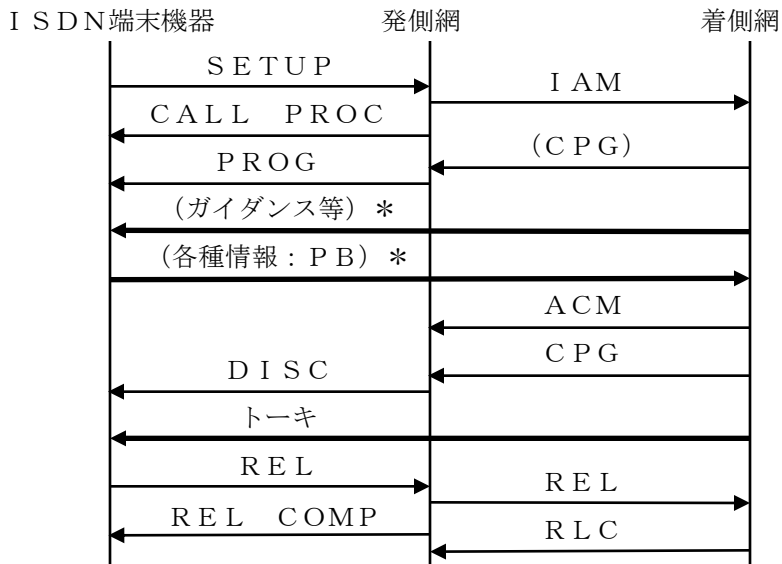 ＩＳＤＮ端末機器　発側網　着側網
ＳＥＴＵＰ
ＩＡＭ
ＣＡＬＬ　ＰＲＯＣ
（ＣＰＧ）
ＰＲＯＧ
（ガイダンス等）＊
（各種情報：ＰＢ）＊
ＡＣＭ
ＣＰＧ
ＤＩＳＣ
トーキ
ＲＥＬ
ＲＥＬ
ＲＥＬ　ＣＯＭＰ
ＲＬＣ